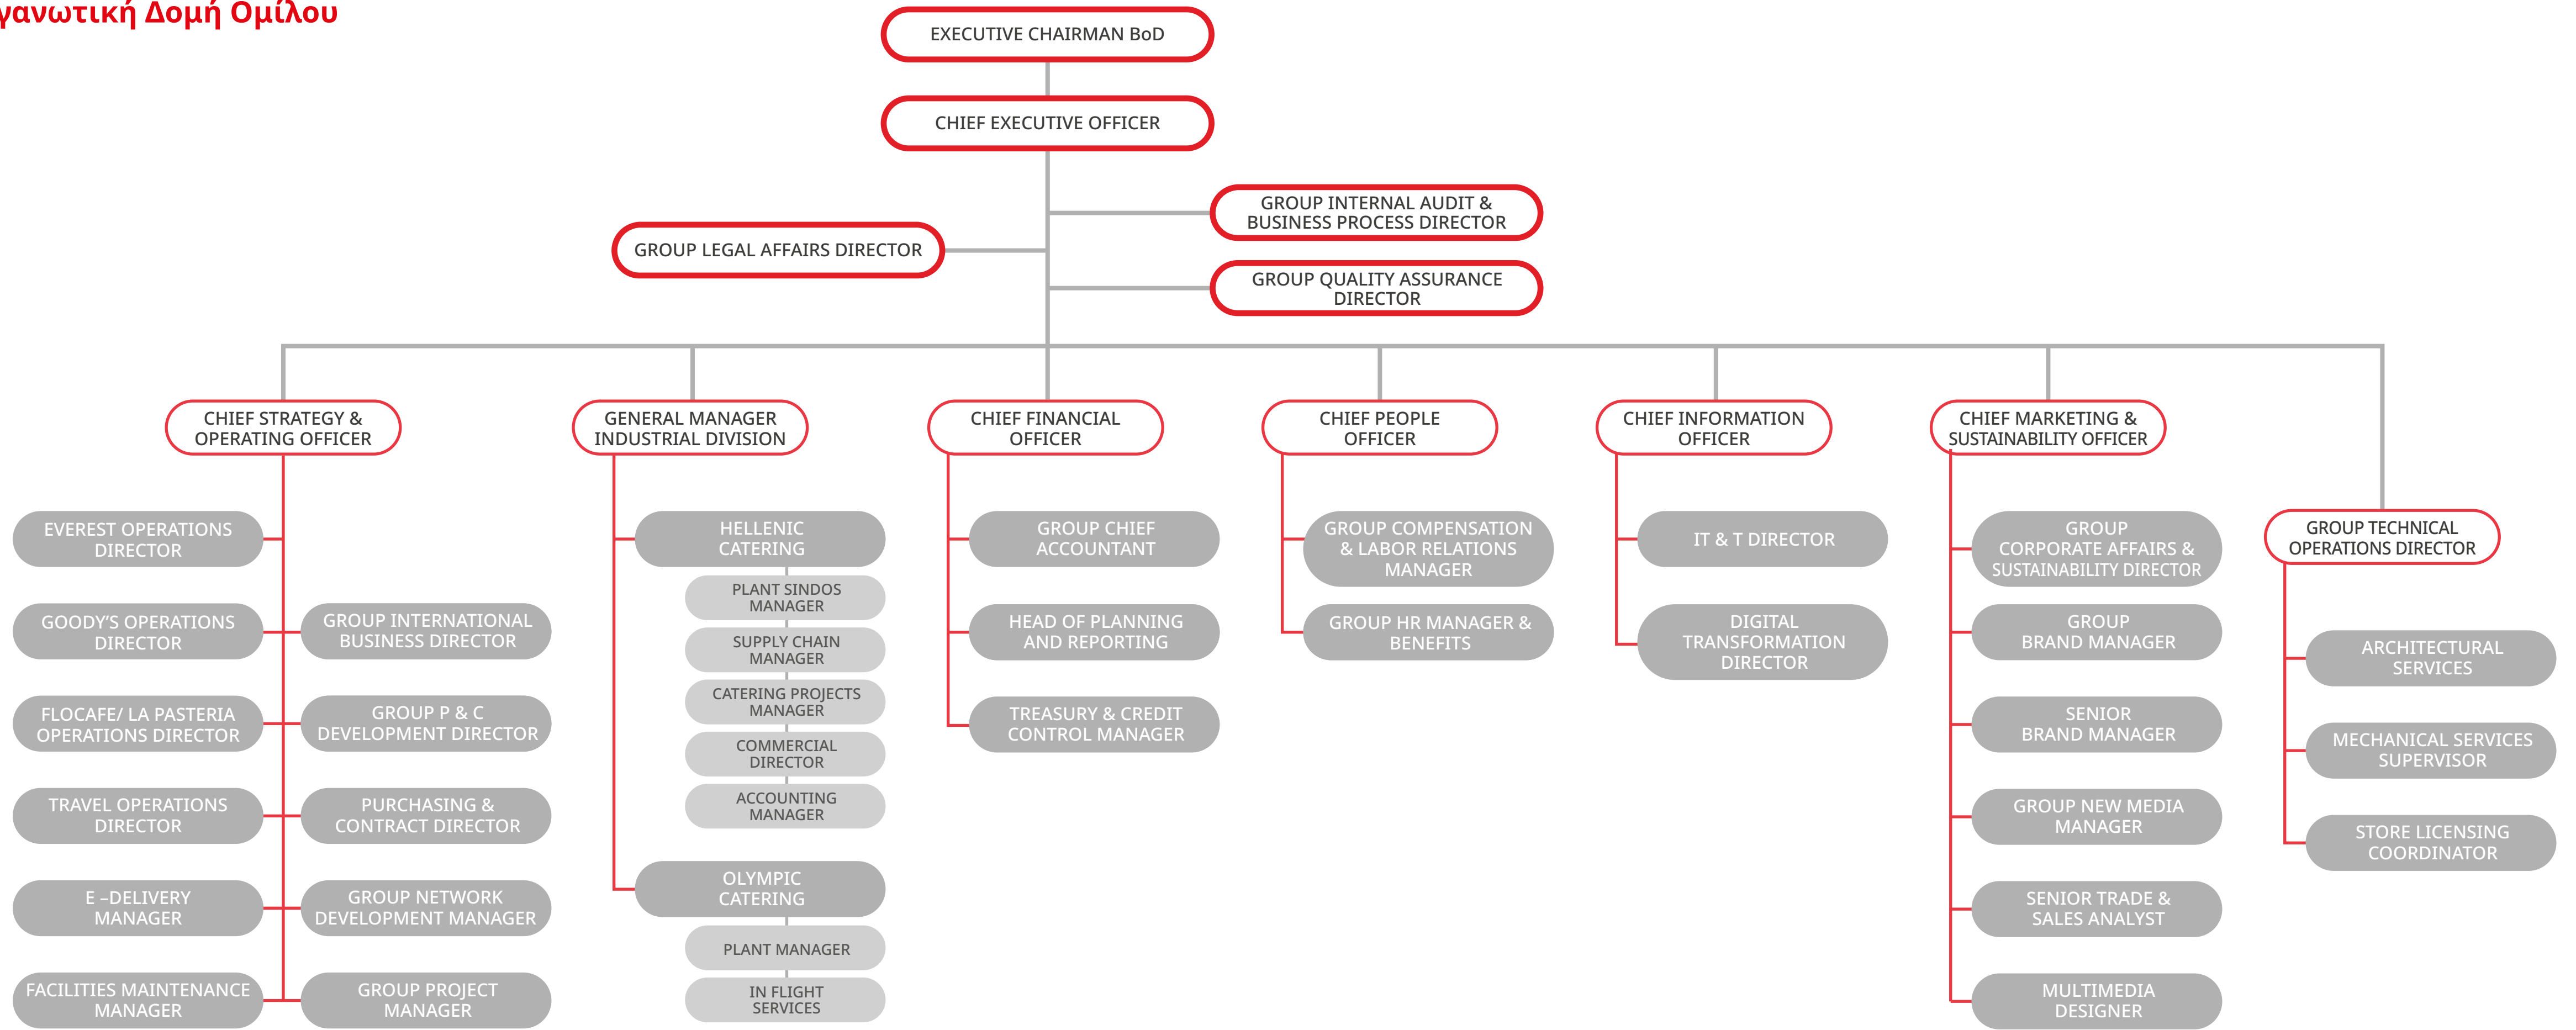 γανωτική Δομή Ομίλου
EXECUTIVE CHAIRMAN BoD
CHIEF EXECUTIVE OFFICER
GROUP INTERNAL AUDIT &
BUSINESS PROCESS DIRECTOR
GROUP LEGAL AFFAIRS DIRECTOR
GROUP QUALITY ASSURANCE
DIRECTOR
CHIEF STRATEGY &
OPERATING OFFICER
EVEREST OPERATIONS
DIRECTOR
GOODY’S OPERATIONS
DIRECTOR
FLOCAFE/ LA PASTERIA
OPERATIONS DIRECTOR
TRAVEL OPERATIONS
DIRECTOR
E –DELIVERY
MANAGER
FACILITIES MAINTENANCE
MANAGER
GROUP INTERNATIONAL
BUSINESS DIRECTOR
GROUP P & C
DEVELOPMENT DIRECTOR
PURCHASING &
CONTRACT DIRECTOR
GROUP NETWORK
DEVELOPMENT MANAGER
GROUP PROJECT
MANAGER
GENERAL MANAGER
INDUSTRIAL DIVISION
HELLENIC
CATERING
PLANT SINDOS
MANAGER
SUPPLY CHAIN
MANAGER
CATERING PROJECTS
MANAGER
COMMERCIAL
DIRECTOR
ACCOUNTING
MANAGER
OLYMPIC
CATERING
PLANT MANAGER
IN FLIGHT
SERVICES
CHIEF FINANCIAL
OFFICER
GROUP CHIEF
ACCOUNTANT
HEAD OF PLANNING
AND REPORTING
TREASURY & CREDIT
CONTROL MANAGER
CHIEF PEOPLE
OFFICER
GROUP COMPENSATION
& LABOR RELATIONS
MANAGER
GROUP HR MANAGER &
BENEFITS
CHIEF INFORMATION
OFFICER
IT & T DIRECTOR
DIGITAL
TRANSFORMATION
DIRECTOR
CHIEF MARKETING &
SUSTAINABILITY OFFICER
GROUP
CORPORATE AFFAIRS &
SUSTAINABILITY DIRECTOR
GROUP
BRAND MANAGER
SENIOR
BRAND MANAGER
GROUP NEW MEDIA
MANAGER
SENIOR TRADE &
SALES ANALYST
MULTIMEDIA
DESIGNER
GROUP TECHNICAL
OPERATIONS DIRECTOR
ARCHITECTURAL
SERVICES
MECHANICAL SERVICES
SUPERVISOR
STORE LICENSING
COORDINATOR